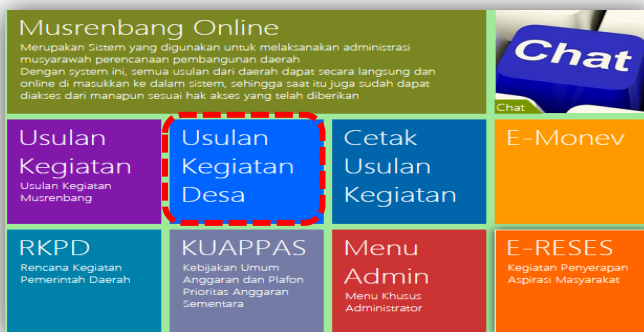 Musrenbang Online
Merupakan Sistem yang digunakan untuk melaksanakan administrasi
musyarawah perencanaan pembangunan daerah
Dengan system ini, semua usulan dari daerah dapat secara langsung dan
online di masukkan ke dalam sistem, sehingga saat itu juga sudah dapat
diakses dari manapun sesuai hak akses yang telah diberikan
Chat
Chat
Usulan
Kegiatan
Usulan Kegiatan
Musrenbang
Usulan
Kegiatan
Desa
Cetak
Usulan
Kegiatan
E-Monev
RKPD
Rencana Kegiatan
Pemerintah Daerah
KUAPPAS
Kebijakan Umum
Anggaran dan Plafon
Prioritas Anggaran
Sementara
Menu
Admin
Menu Khusus
Administrator
E-RESES
Kegiatan Penyerapan
Aspirasi Masyarakat